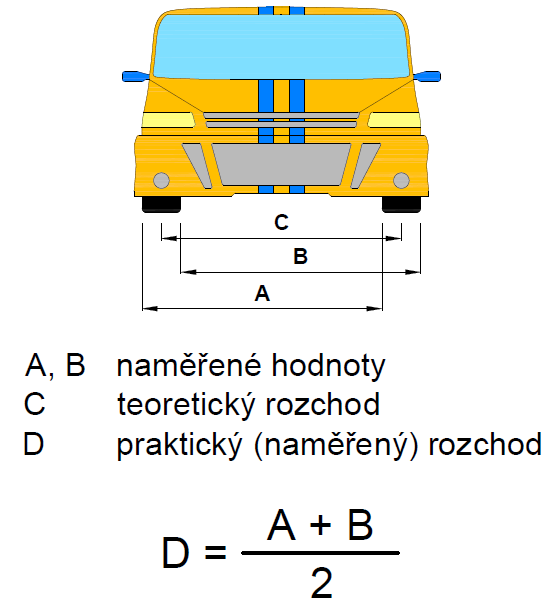 C
B
A
A, B naměřené hodnoty
C teoretický rozchod
D praktický (naměřený) rozchod
D = A + B
2